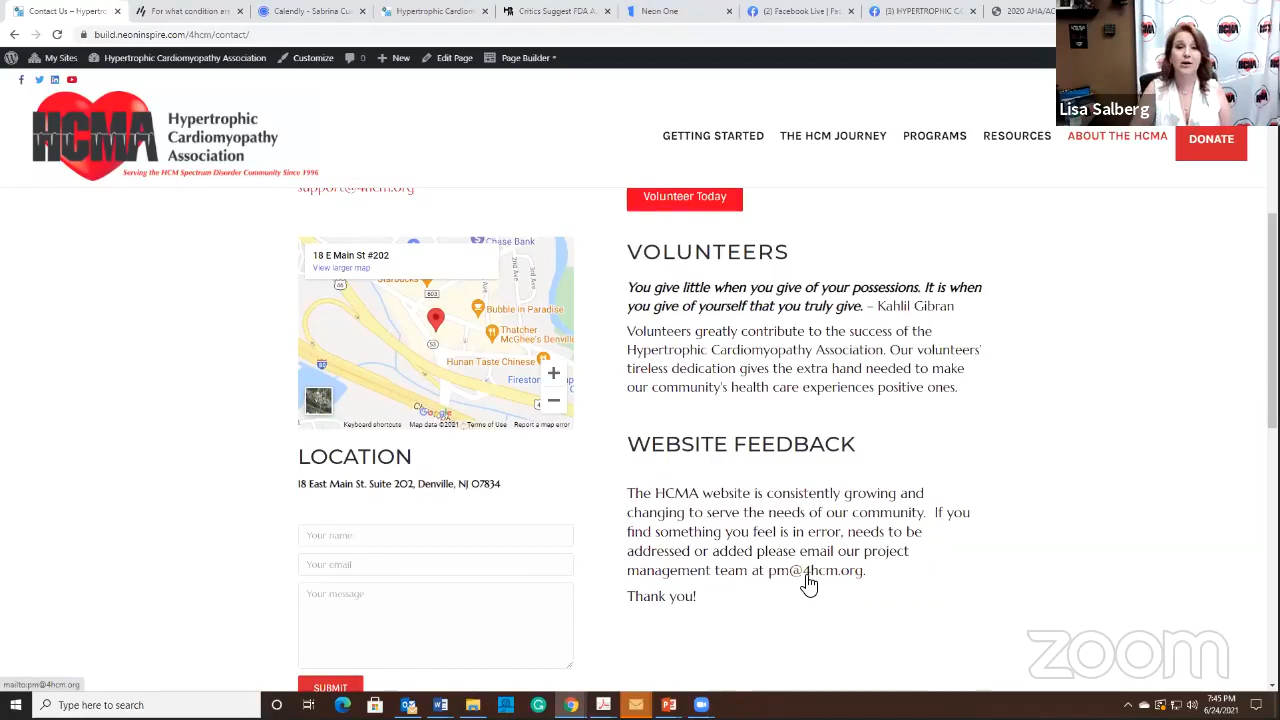 Calendly - Sabrina Cu
Critics Suggest FDA A
Neon One
(2) Facebook Live | Fac
(3) HYPERTROPHIC CA
2020 AHA/AC
build.neoninspire.com/4hcm/contact/
My Sites
Hypertrophic Cardiomyopathy Association
Customize
0
New
Edit Page
Page Builder
Lisa Salberg
HCMA
Hypertrophic
Cardiomyopathy
Association
Serving the HCM Spectrum Disorder Community Since 1996
GETTING STARTED
THE HCM JOURNEY
PROGRAMS
RESOURCES
ABOUT THE HCMA
DONATE
support@4hcm.org
Volunteer Today
18 E Main St #202
View larger map
Chase Bank
2nd Ave
46
Starbucks
603
Bubble in Paradise
Thatcher
McGhee's-Denvill
53
Hunan Taste Chinese
Firesto
Google
Keyboard shortcuts
Map data ©2021
Terms of Use
Report a map error
LOCATION
18 East Main St. Suite 202, Denville, NJ 07834
Your name
Your email
Your message
SUBMIT
VOLUNTEERS
You give little when you give of your possessions. It is when
you give of yourself that you truly give. – Kahlil Gibran
Volunteers greatly contribute to the success of the
Hypertrophic Cardiomyopathy Association. Our volunteers’
tireless dedication gives the extra hand needed to make
our community's health care experiences positive ones.
WEBSITE FEEDBACK
The HCMA website is consistently growing and
changing to serve the needs of our community. If you
find something you feel is in error, needs to be
addressed or added please email our project
management team at pm@4hcm.org.
Thank you!
zoom
mailto:pm@4hcm.org
Type here to search
7:45 PM
6/24/2021